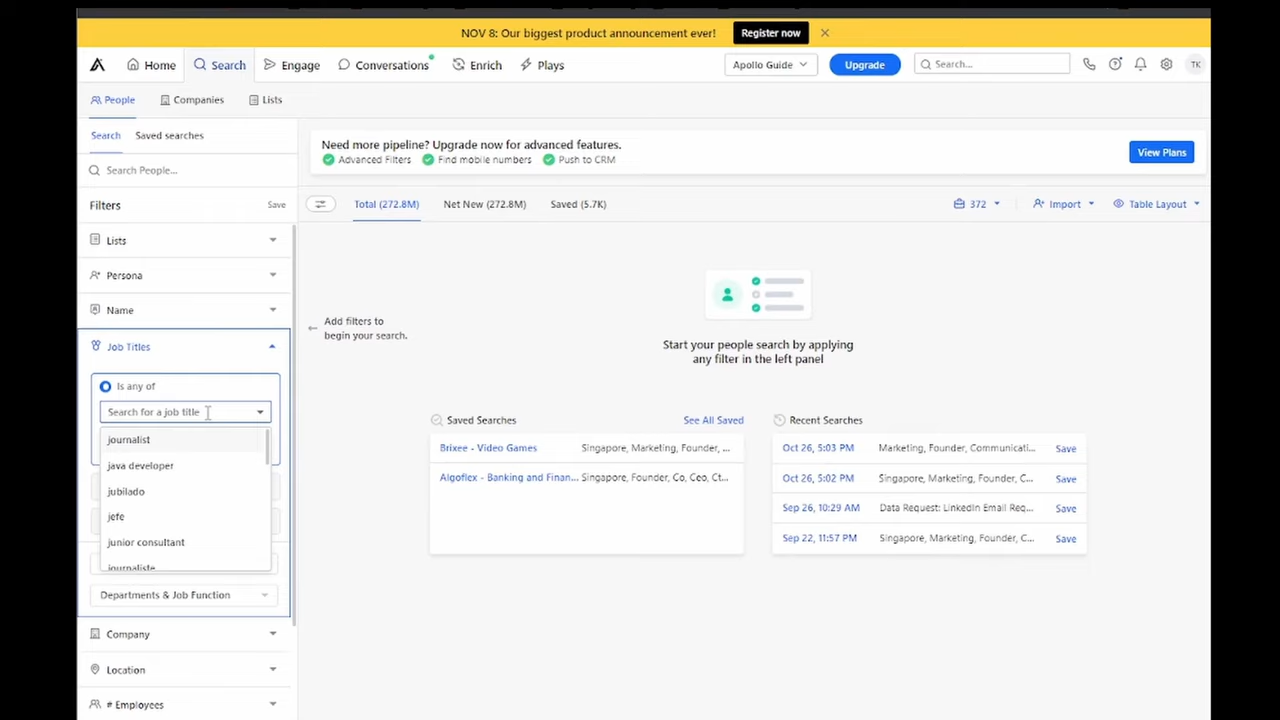 NOV 8: Our biggest product announcement ever!
Register now
Home
Search
Engage
Conversations
Enrich
Plays
Apollo Guide
Upgrade
Search...
TK
People
Companies
Lists
Search
Saved searches
Search People...
Filters
Save
Lists
Persona
Name
Job Titles
Is any of
Search for a job title
journalist
java developer
jubilado
jefe
junior consultant
journaliste
Departments & Job Function
Company
Location
# Employees
Need more pipeline? Upgrade now for advanced features.
Advanced Filters
Find mobile numbers
Push to CRM
View Plans
Total (272.8M)
Net New (272.8M)
Saved (5.7K)
372
Import
Table Layout
Add filters to
begin your search.
Start your people search by applying
any filter in the left panel
Saved Searches
See All Saved
Brixee - Video Games
Singapore, Marketing, Founder, ...
Algoflex - Banking and Finan...
Singapore, Founder, Co, Ceo, Ct...
Recent Searches
Oct 26, 5:03 PM
Marketing, Founder, Communicati...
Save
Oct 26, 5:02 PM
Singapore, Marketing, Founder, C...
Save
Sep 26, 10:29 AM
Data Request: LinkedIn Email Req...
Save
Sep 22, 11:57 PM
Singapore, Marketing, Founder, C...
Save